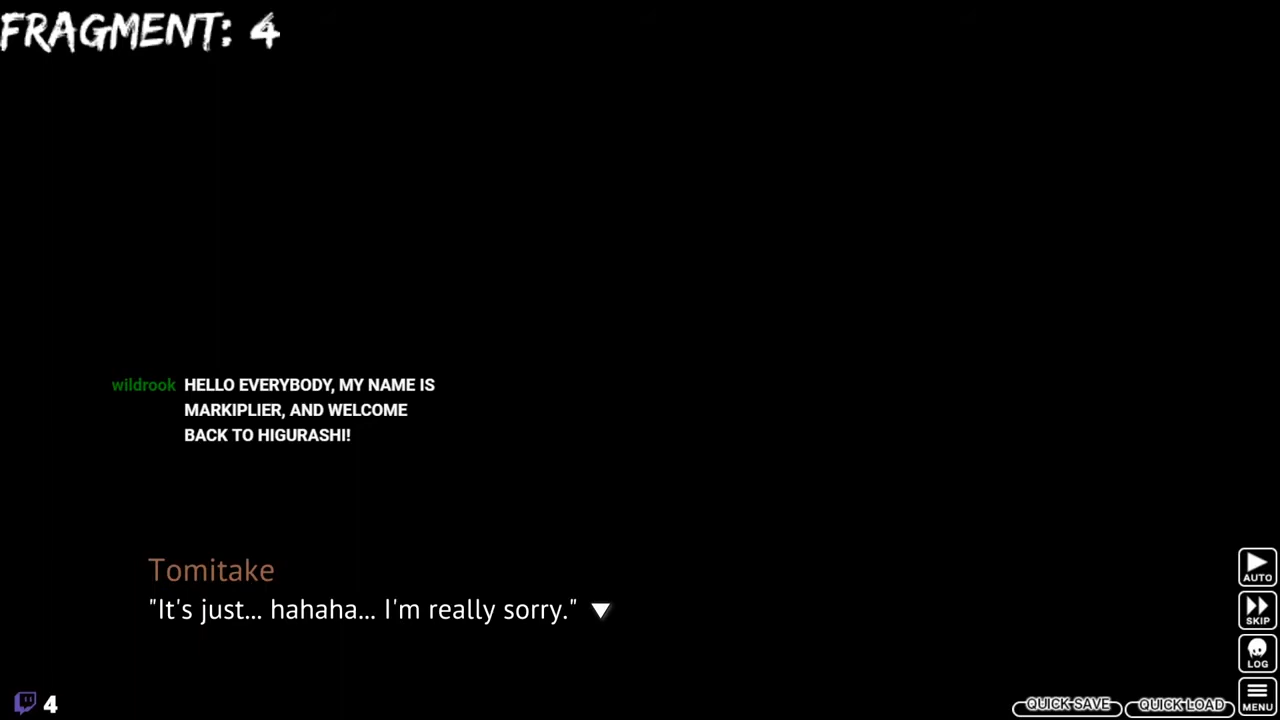 FRAGMENT: 4
wildrook HELLO EVERYBODY, MY NAME IS
MARKIPLIER, AND WELCOME
BACK TO HIGURASHI!
Tomitake
"It's just... hahaha... I'm really sorry."
AUTO
SKIP
LOG
MENU
4
QUICK SAVE
QUICK LOAD